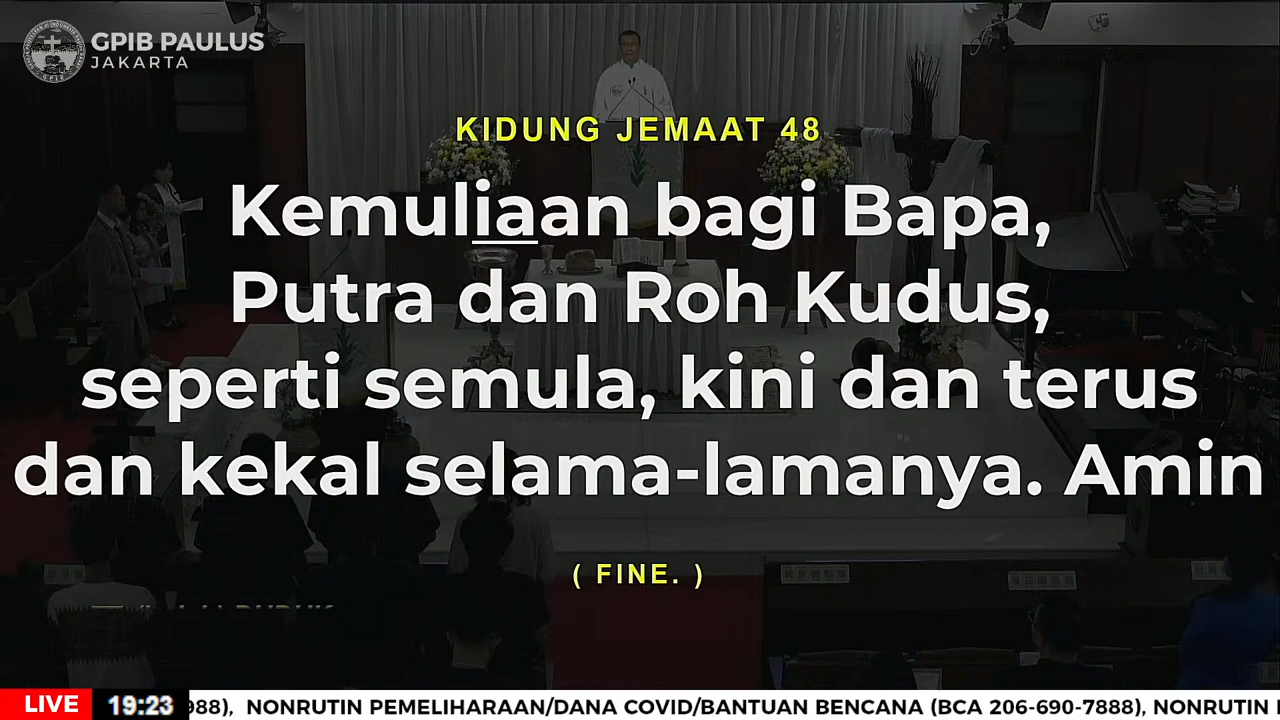 GPIB PAULUS
JAKARTA
KIDUNG JEMAAT 48
Kemuliaan bagi Bapa,
Putra dan Roh Kudus,
seperti semula, kini dan terus
dan kekal selama-lamanya. Amin
( FINE. )
LIVE 19:23 988), NONRUTIN PEMELIHARAAN/DANA COVID/BANTUAN BENCANA (BCA 206-690-7888), NONRUTIN